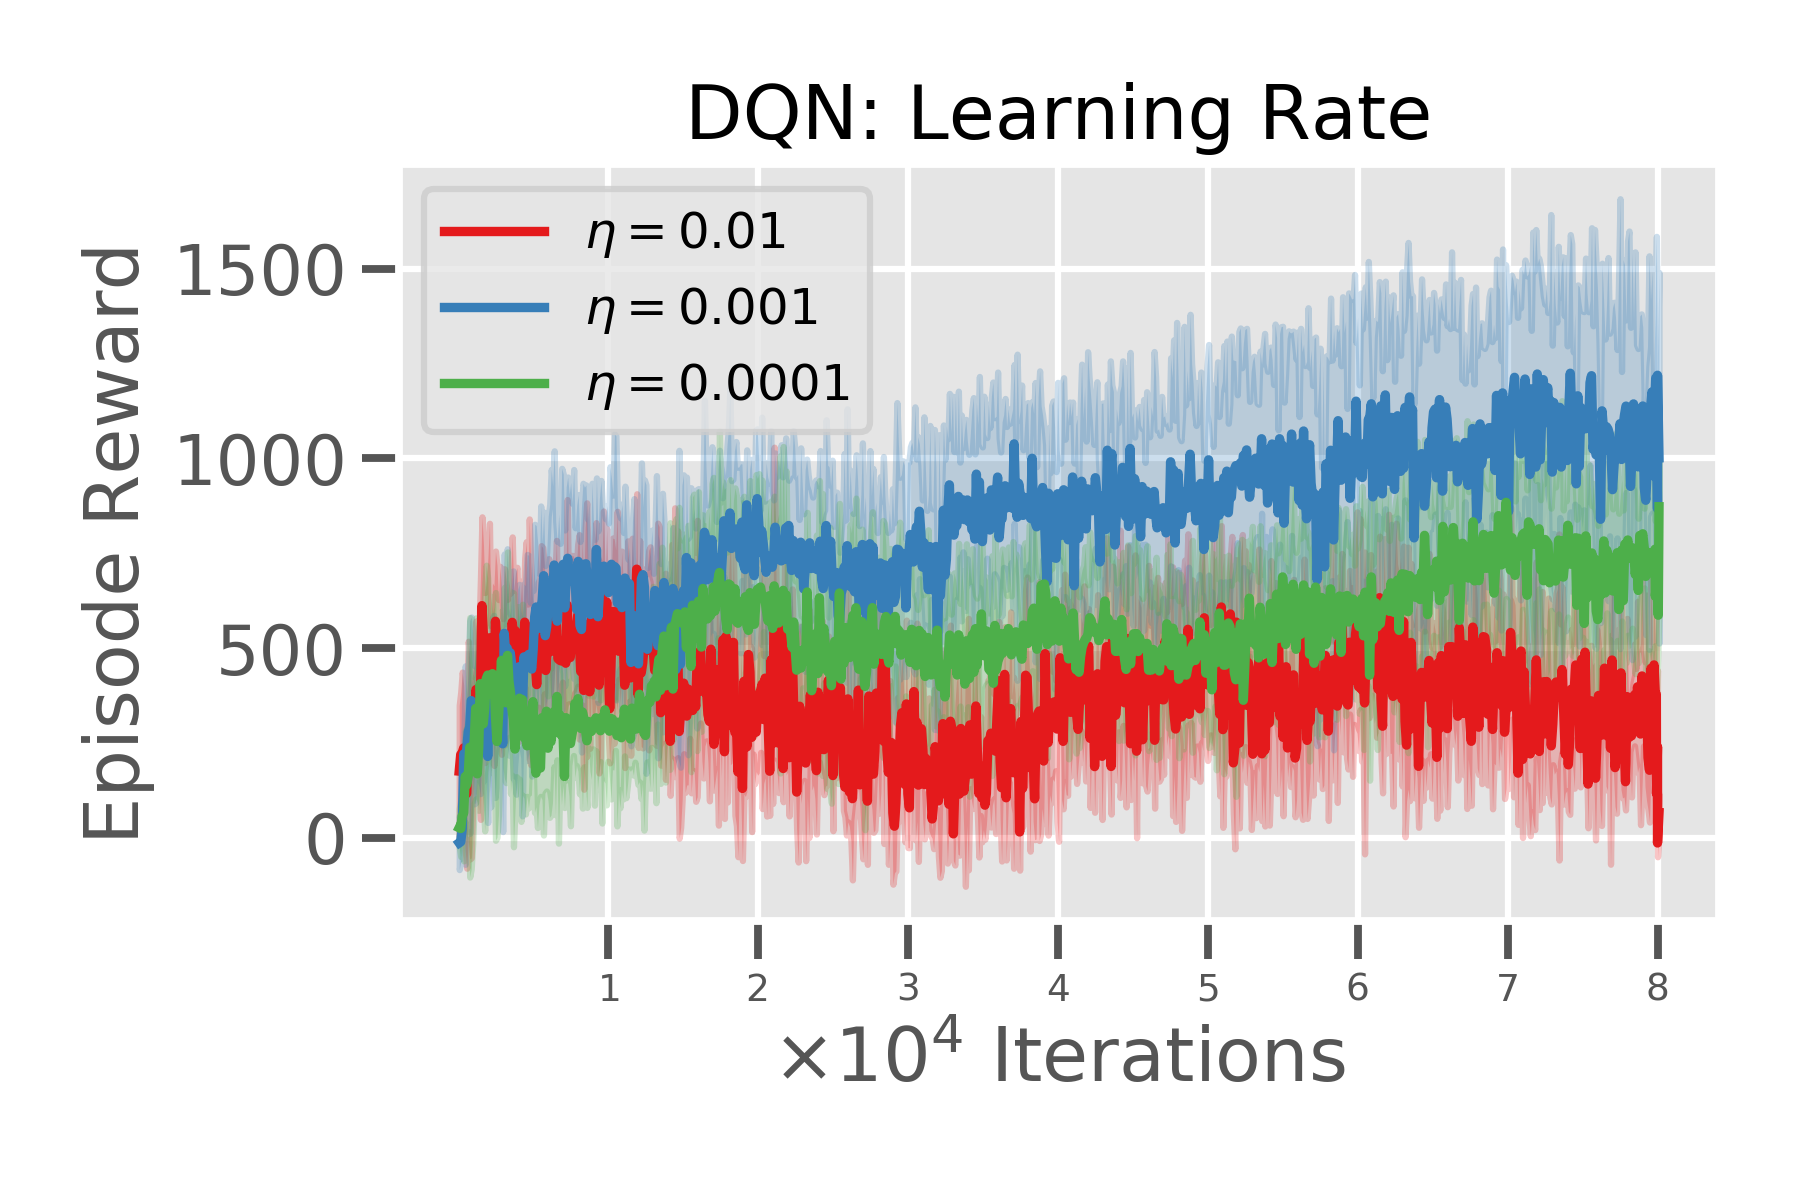 DQN: Learning Rate
η = 0.01
η = 0.001
η = 0.0001
Episode Reward
1500
1000
500
0
1 2 3 4 5 6 7 8
×10⁴ Iterations